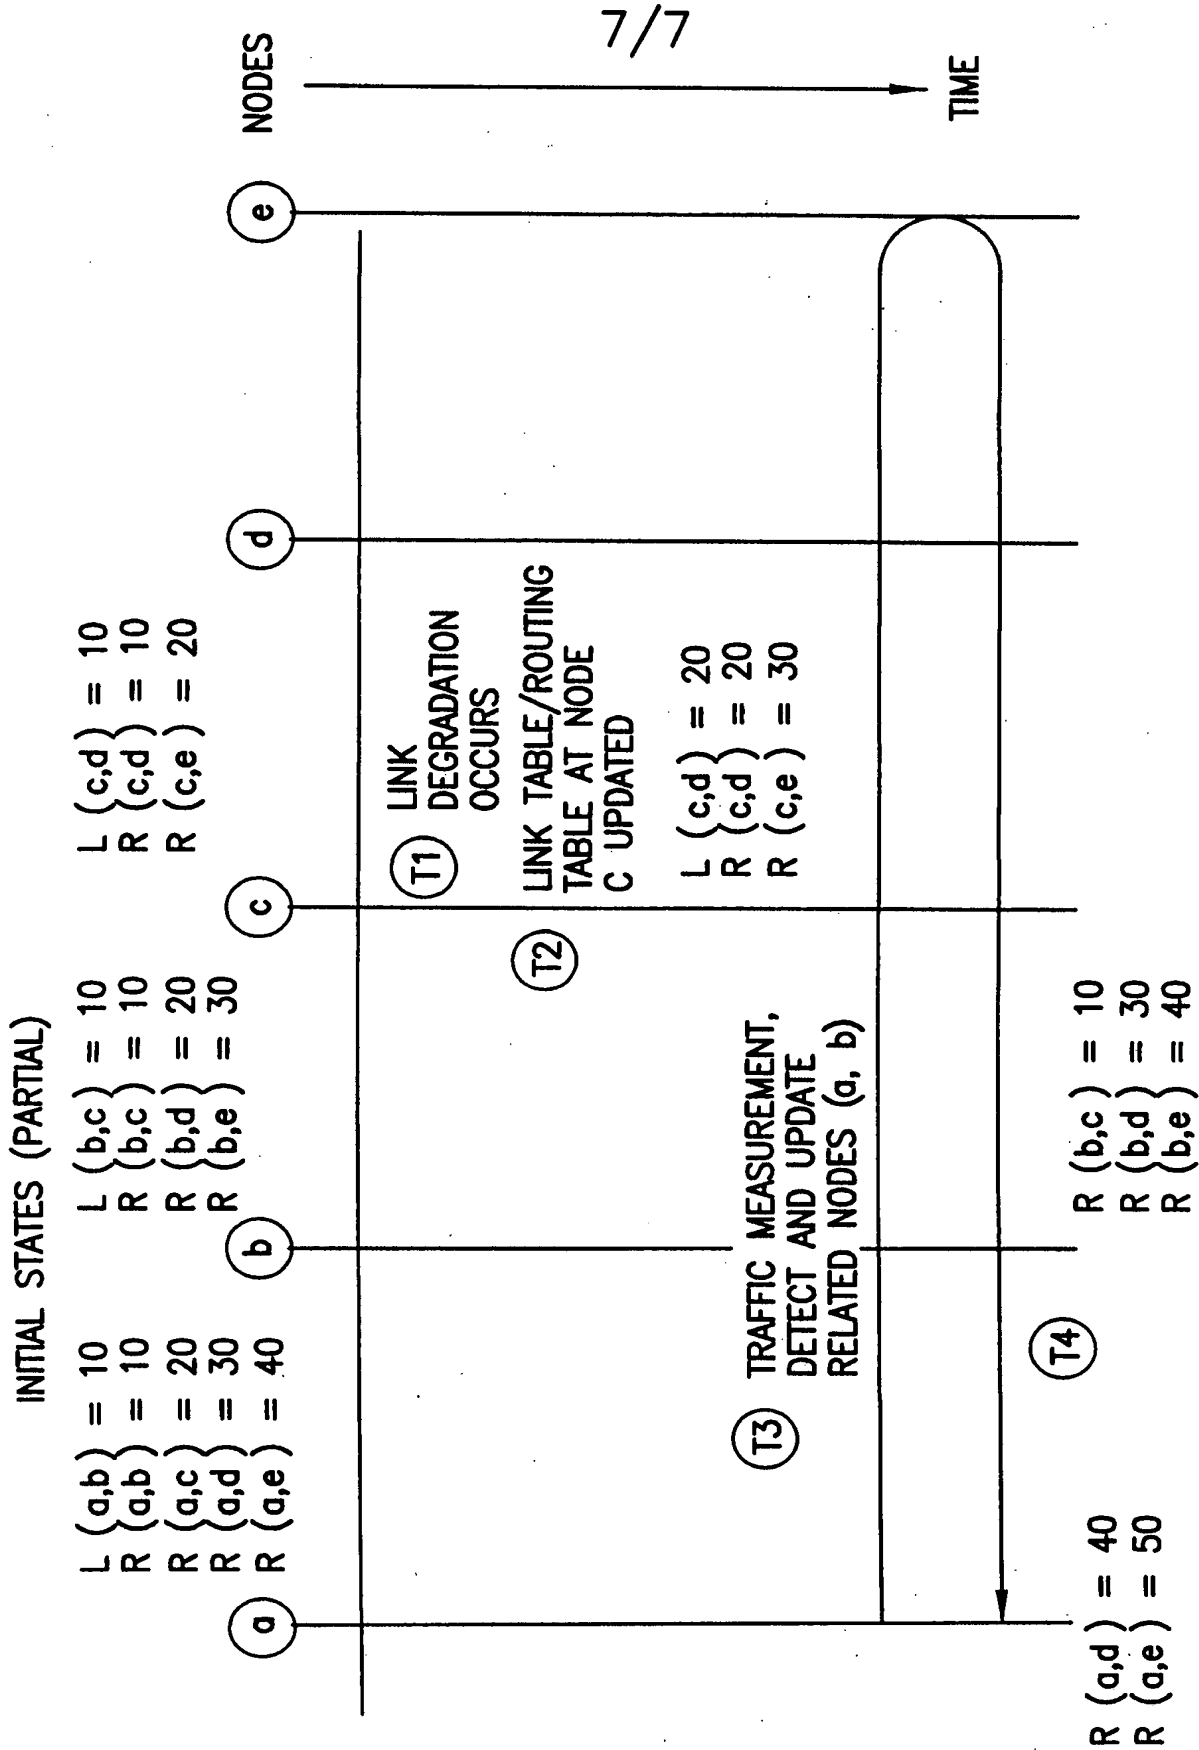 7/7
INITIAL STATES (PARTIAL)
L (a,b) = 10
R (a,b) = 10
R (a,c) = 20
R (a,d) = 30
R (a,e) = 40
L (b,c) = 10
R (b,c) = 10
R (b,d) = 20
R (b,e) = 30
L (c,d) = 10
R (c,d) = 10
R (c,e) = 20
a
b
c
d
e
NODES
T1
LINK
DEGRADATION
OCCURS
T2
LINK TABLE/ROUTING
TABLE AT NODE
C UPDATED
L (c,d) = 20
R (c,d) = 20
R (c,e) = 30
T3
TRAFFIC MEASUREMENT,
DETECT AND UPDATE
RELATED NODES (a, b)
TIME
T4
R (a,d) = 40
R (a,e) = 50
R (b,c) = 10
R (b,d) = 30
R (b,e) = 40